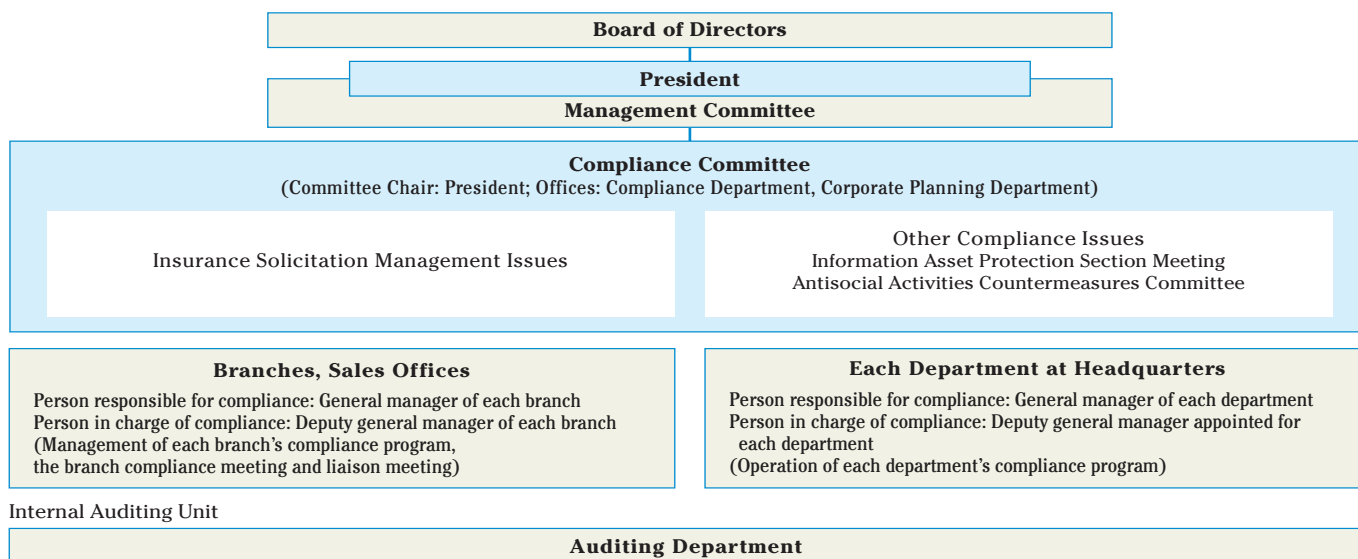 Board of Directors
President
Management Committee
Compliance Committee
(Committee Chair: President; Offices: Compliance Department, Corporate Planning Department)
Insurance Solicitation Management Issues
Other Compliance Issues
Information Asset Protection Section Meeting
Antisocial Activities Countermeasures Committee
Branches, Sales Offices
Person responsible for compliance: General manager of each branch
Person in charge of compliance: Deputy general manager of each branch
(Management of each branch’s compliance program,
the branch compliance meeting and liaison meeting)
Each Department at Headquarters
Person responsible for compliance: General manager of each department
Person in charge of compliance: Deputy general manager appointed for
each department
(Operation of each department’s compliance program)
Internal Auditing Unit
Auditing Department